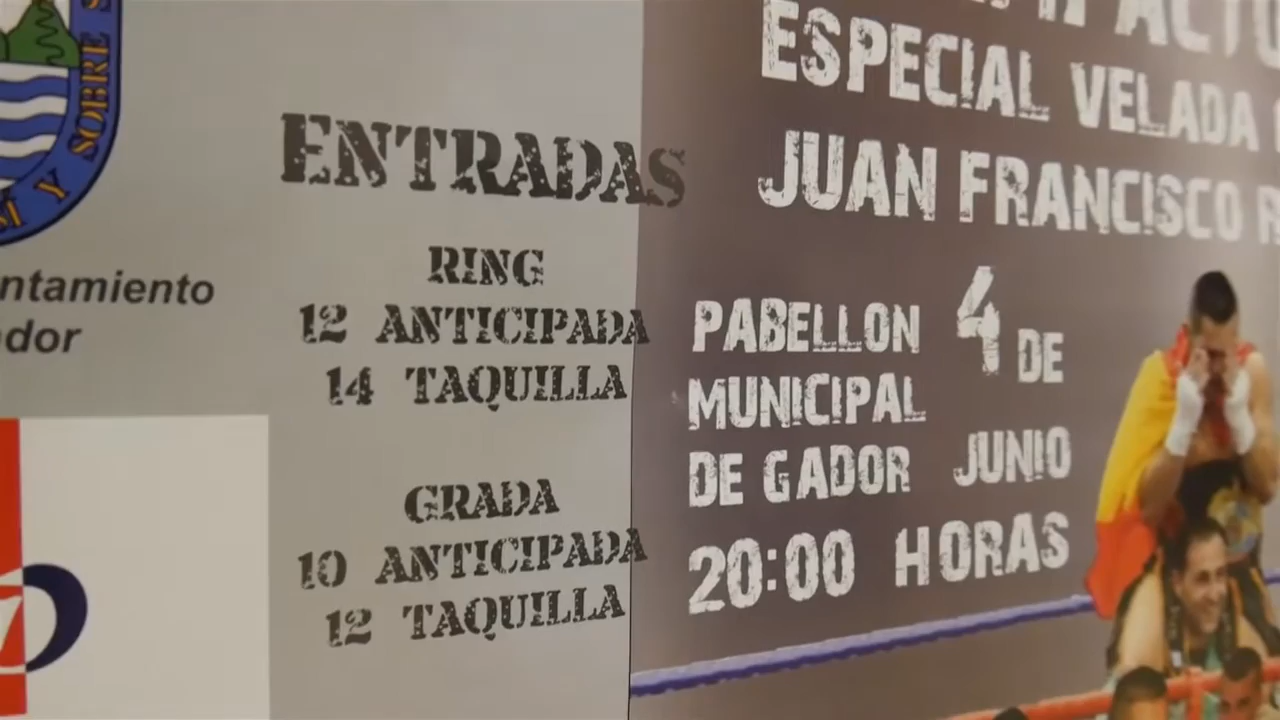 M Y SOBRE
ntamiento
ador
ENTRADAS
RING
12 ANTICIPADA
14 TAQUILLA
GRADA
10 ANTICIPADA
12 TAQUILLA
ESPECIAL VELADA
JUAN FRANCISCO R
PABELLON
MUNICIPAL
DE GADOR
4 DE
JUNIO
20:00 HORAS